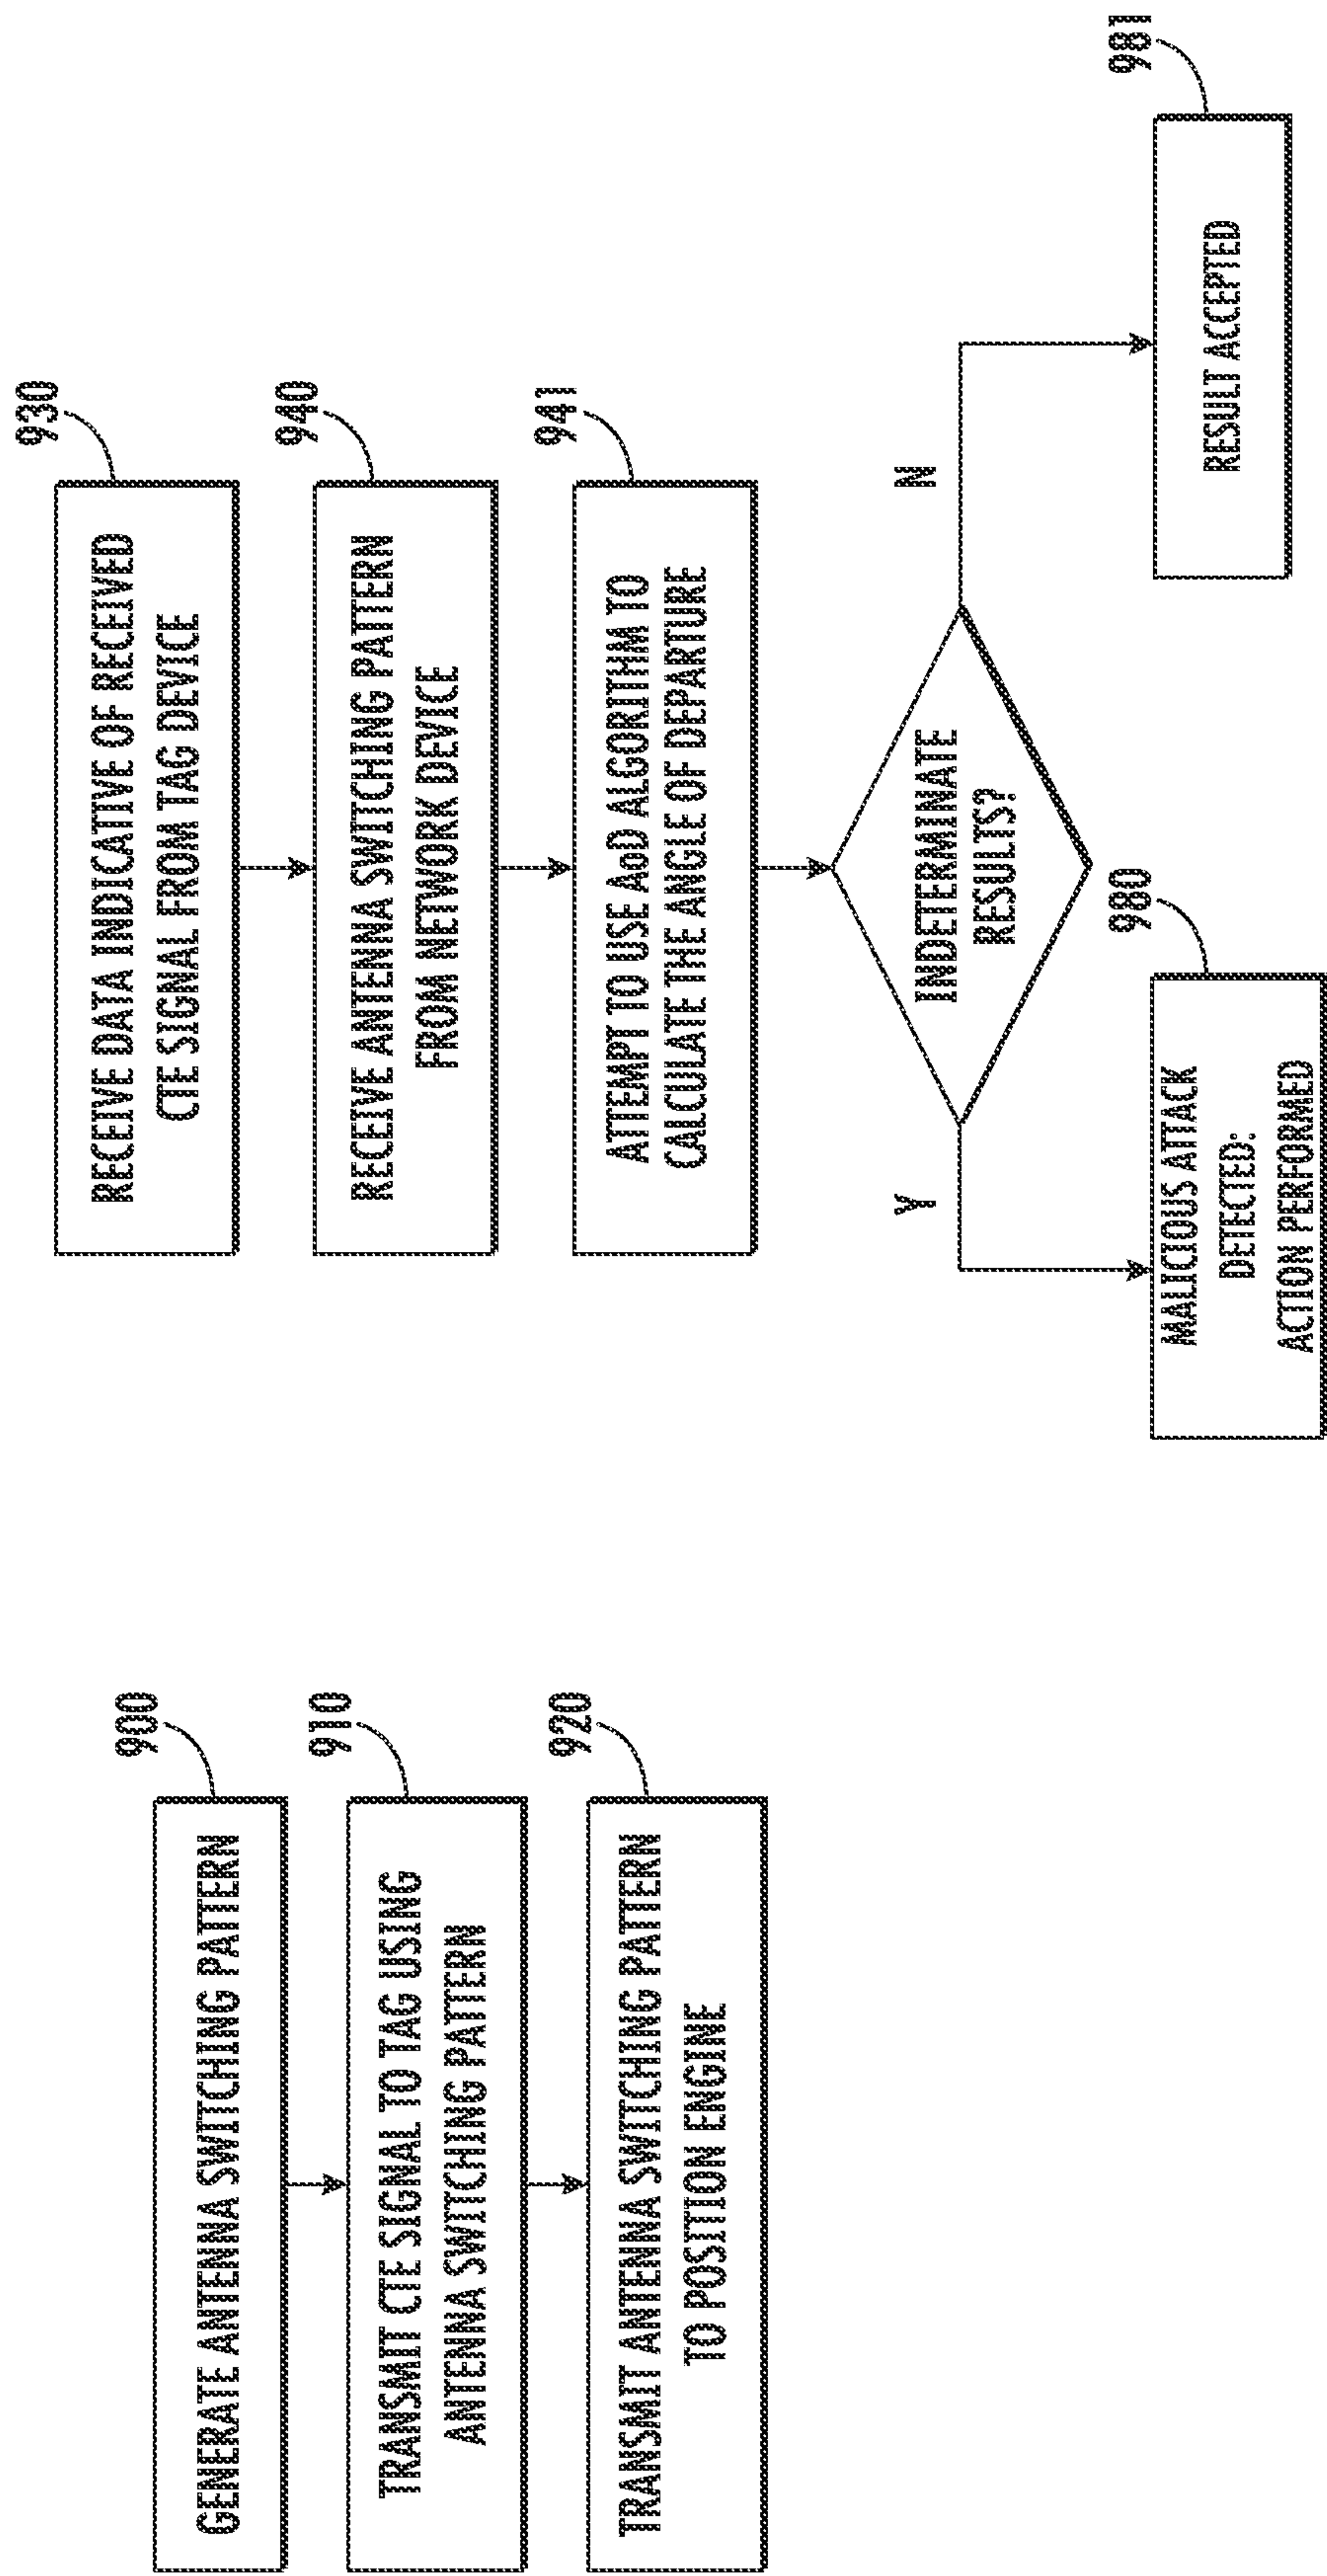 900
GENERATE ANTENNA SWITCHING PATTERN
910
TRANSMIT CTE SIGNAL TO TAG USING
ANTENNA SWITCHING PATTERN
920
TRANSMIT ANTENNA SWITCHING PATTERN
TO POSITION ENGINE
930
RECEIVE DATA INDICATIVE OF RECEIVED
CTE SIGNAL FROM TAG DEVICE
940
RECEIVE ANTENNA SWITCHING PATTERN
FROM NETWORK DEVICE
941
ATTEMPT TO USE AoD ALGORITHM TO
CALCULATE THE ANGLE OF DEPARTURE
INDETERMINATE
RESULTS?
Y
N
980
MALICIOUS ATTACK
DETECTED:
ACTION PERFORMED
981
RESULT ACCEPTED